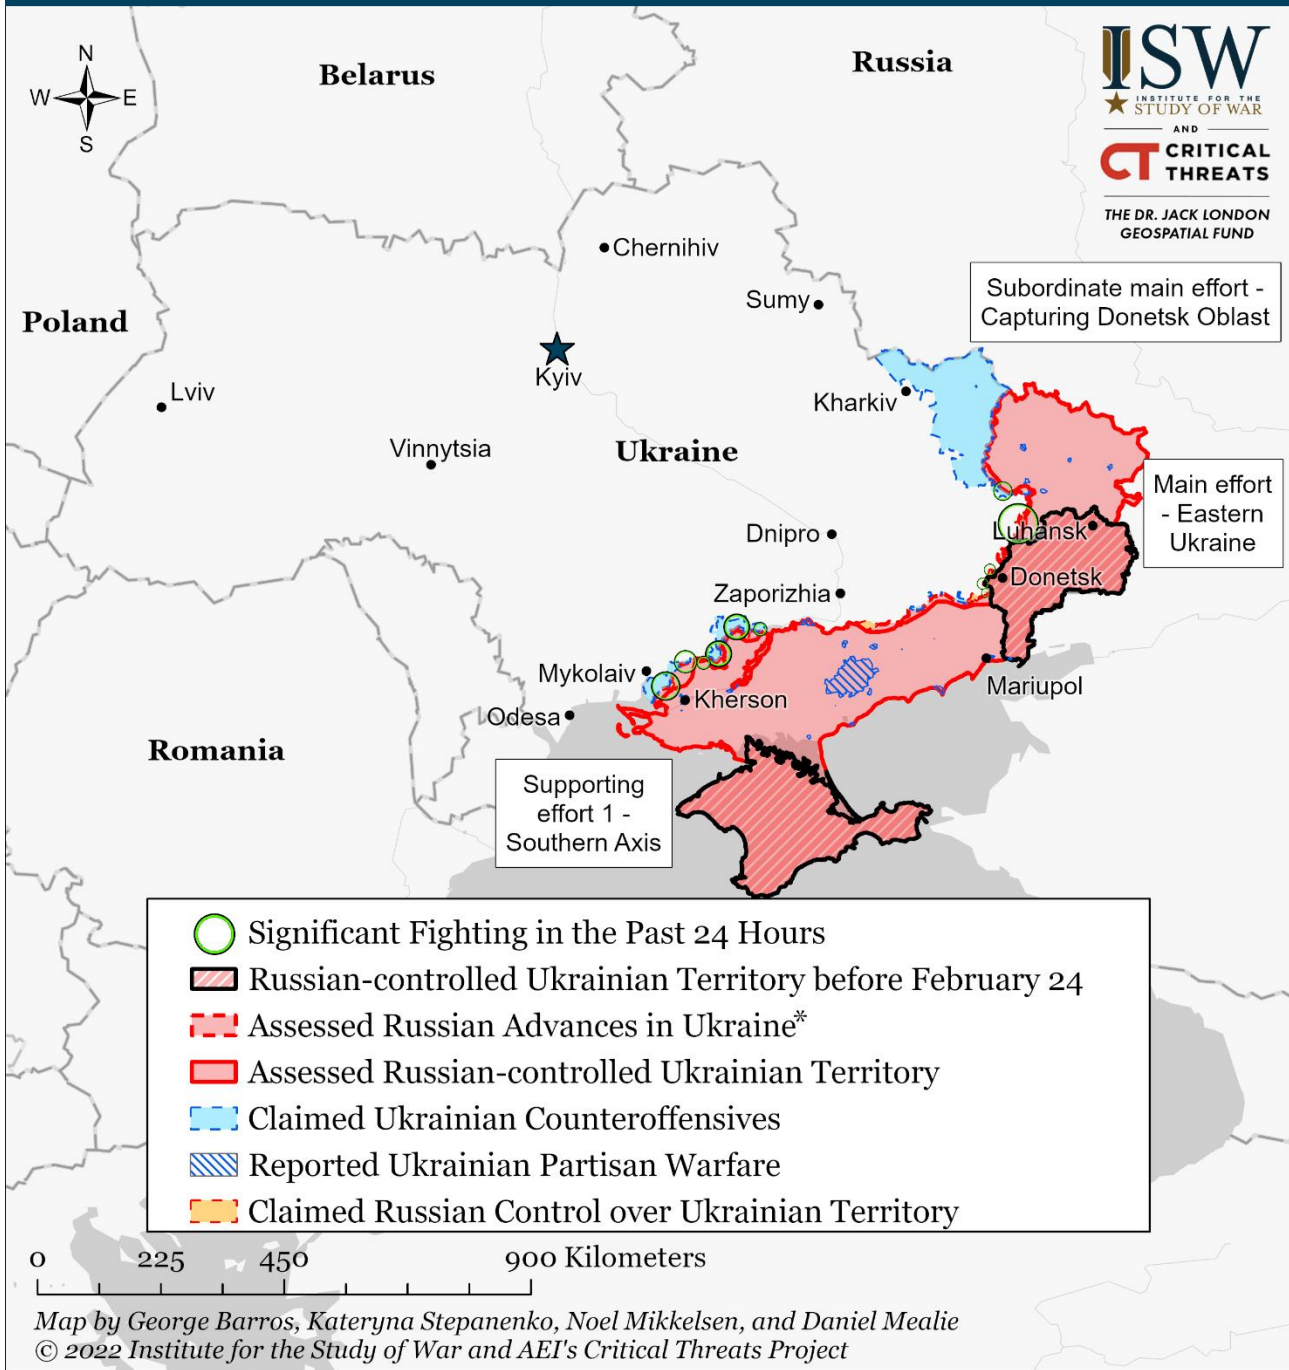 N
W
E
S
Belarus
Russia
ISW
INSTITUTE FOR THE
STUDY OF WAR
AND
CT CRITICAL
THREATS
THE DR. JACK LONDON
GEOSPATIAL FUND
Chernihiv
Sumy
Subordinate main effort -
Capturing Donetsk Oblast
Poland
Kyiv
Lviv
Kharkiv
Vinnytsia
Ukraine
Main effort
- Eastern
Ukraine
Dnipro
Luhansk
Donetsk
Zaporizhia
Mykolaiv
Mariupol
Kherson
Odesa
Romania
Supporting
effort 1 -
Southern Axis
Significant Fighting in the Past 24 Hours
Russian-controlled Ukrainian Territory before February 24
Assessed Russian Advances in Ukraine*
Assessed Russian-controlled Ukrainian Territory
Claimed Ukrainian Counteroffensives
Reported Ukrainian Partisan Warfare
Claimed Russian Control over Ukrainian Territory
0 225 450 900 Kilometers
Map by George Barros, Kateryna Stepanenko, Noel Mikkelsen, and Daniel Mealie
© 2022 Institute for the Study of War and AEI's Critical Threats Project